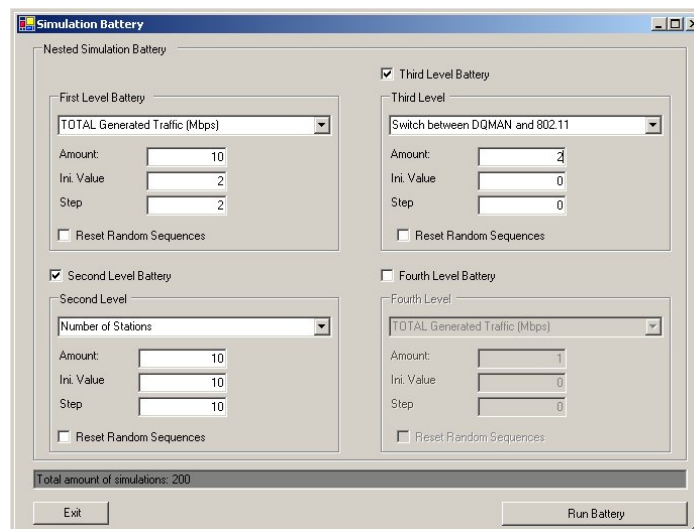 Simulation Battery
Nested Simulation Battery
First Level Battery
TOTAL Generated Traffic (Mbps)
Amount: 10
Ini. Value 2
Step 2
Reset Random Sequences
Third Level Battery
Third Level
Switch between DQMAN and 802.11
Amount: 2
Ini. Value 0
Step 0
Reset Random Sequences
Second Level Battery
Second Level
Number of Stations
Amount: 10
Ini. Value 10
Step 10
Reset Random Sequences
Fourth Level Battery
Fourth Level
TOTAL Generated Traffic (Mbps)
Amount: 1
Ini. Value 0
Step 0
Reset Random Sequences
Total amount of simulations: 200
Exit
Run Battery